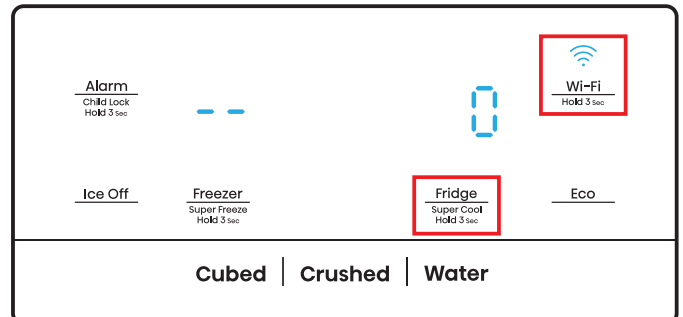 Alarm
Child Lock
Hold 3 Sec
-- 0
Wi-Fi
Hold 3 Sec
Ice Off
Freezer
Super Freeze
Hold 3 Sec
Fridge
Super Cool
Hold 3 Sec
Eco
Cubed | Crushed | Water